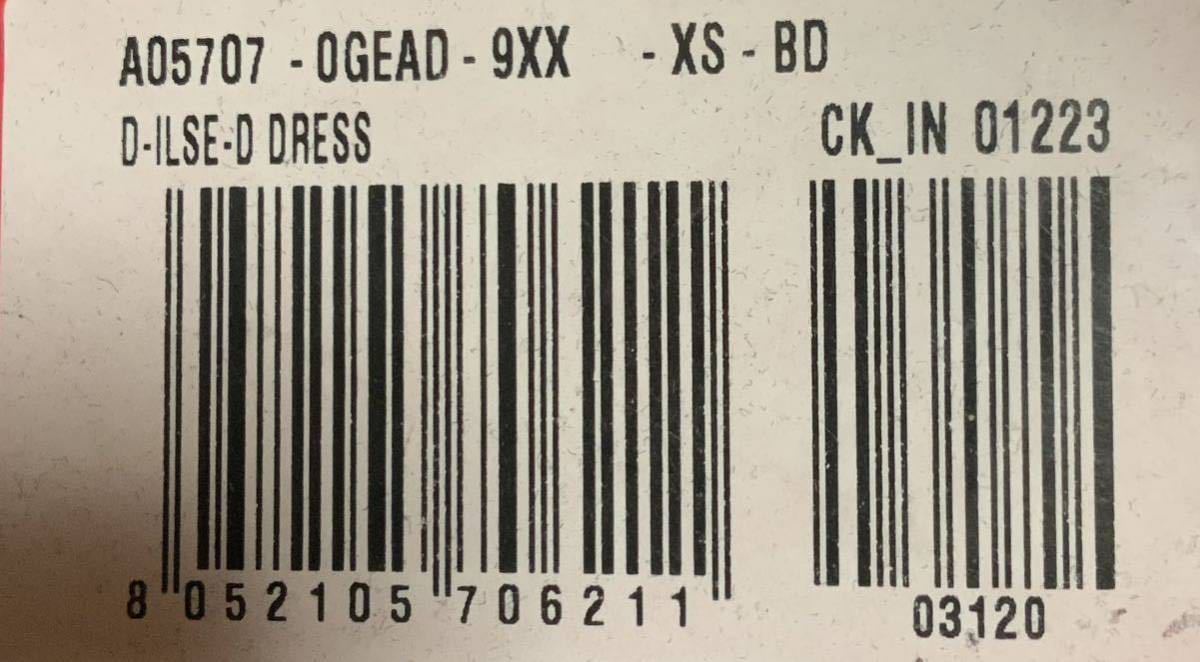 A05707 - 0GEAD - 9XX - XS - BD
D-ILSE-D DRESS
CK_IN 01223
8 052105 706211
03120